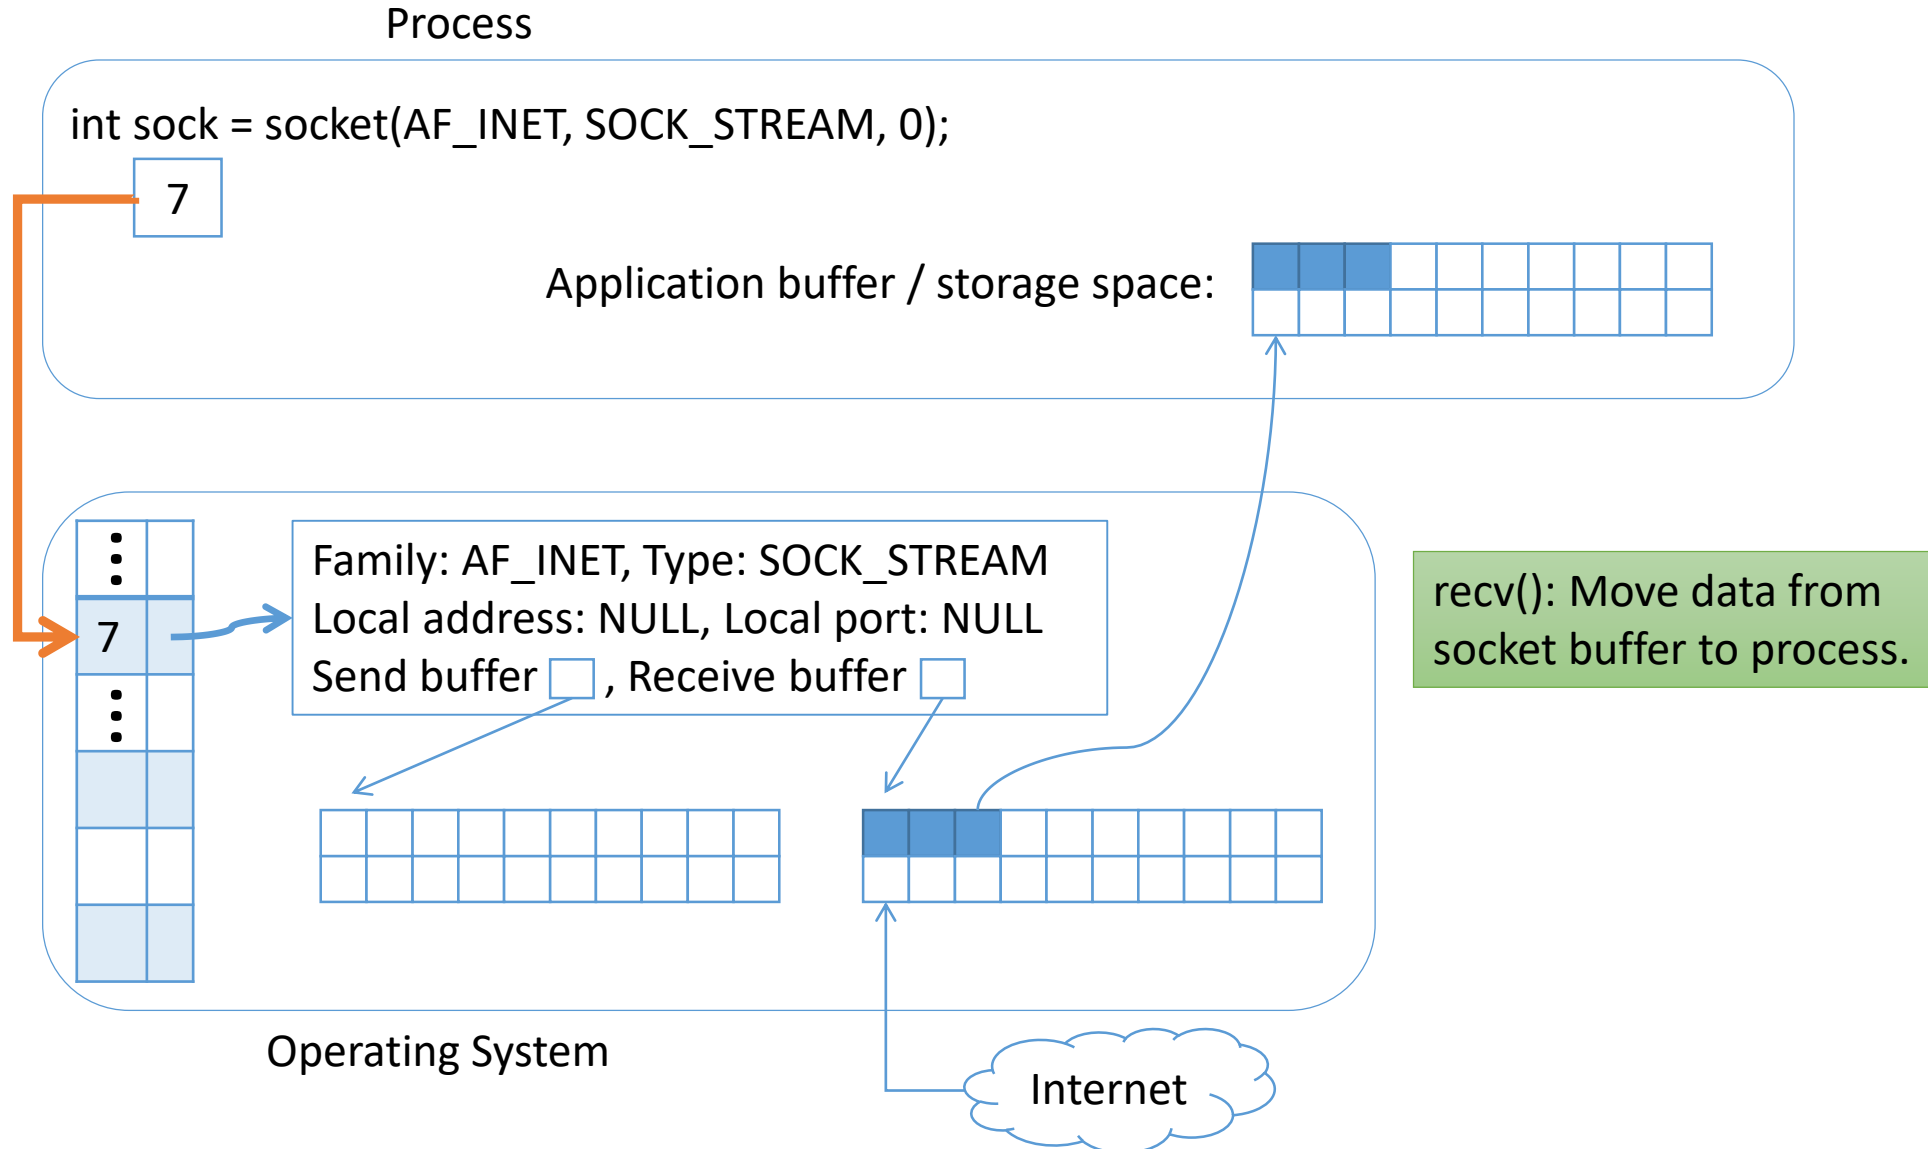 Process
int sock = socket(AF_INET, SOCK_STREAM, 0);
7
Application buffer / storage space:
Family: AF_INET, Type: SOCK_STREAM
Local address: NULL, Local port: NULL
Send buffer , Receive buffer
7
recv(): Move data from
socket buffer to process.
Operating System
Internet